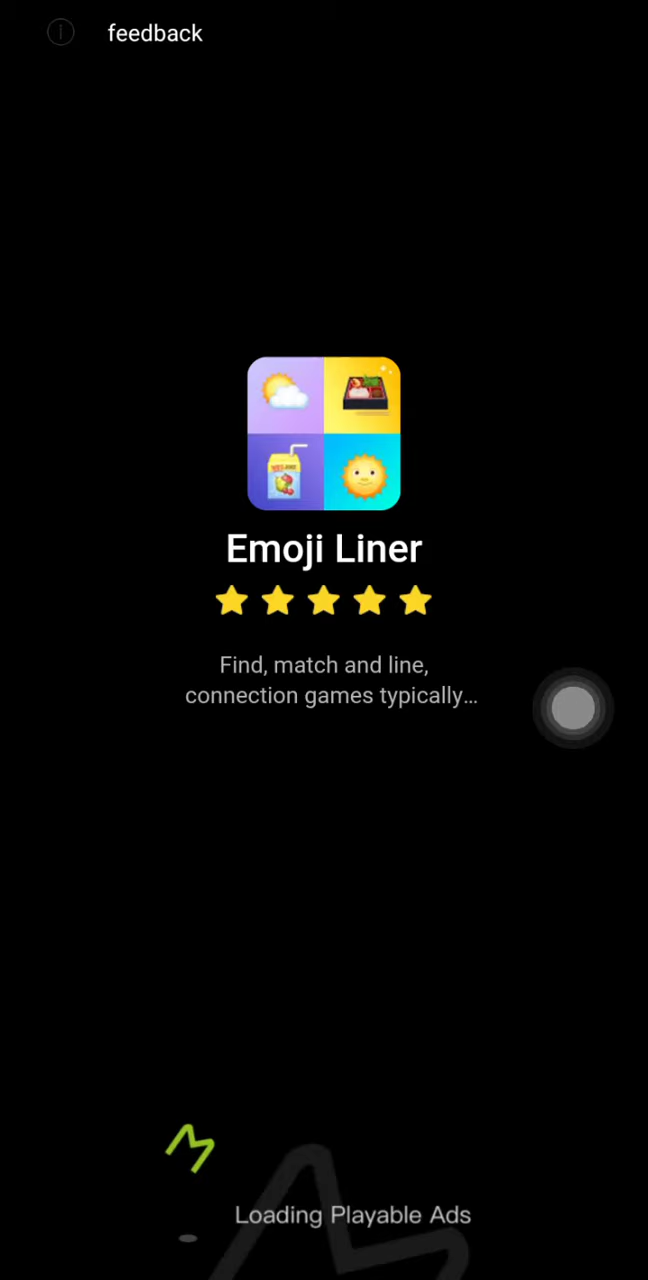 feedback
Emoji Liner
Find, match and line,
connection games typically…
Loading Playable Ads